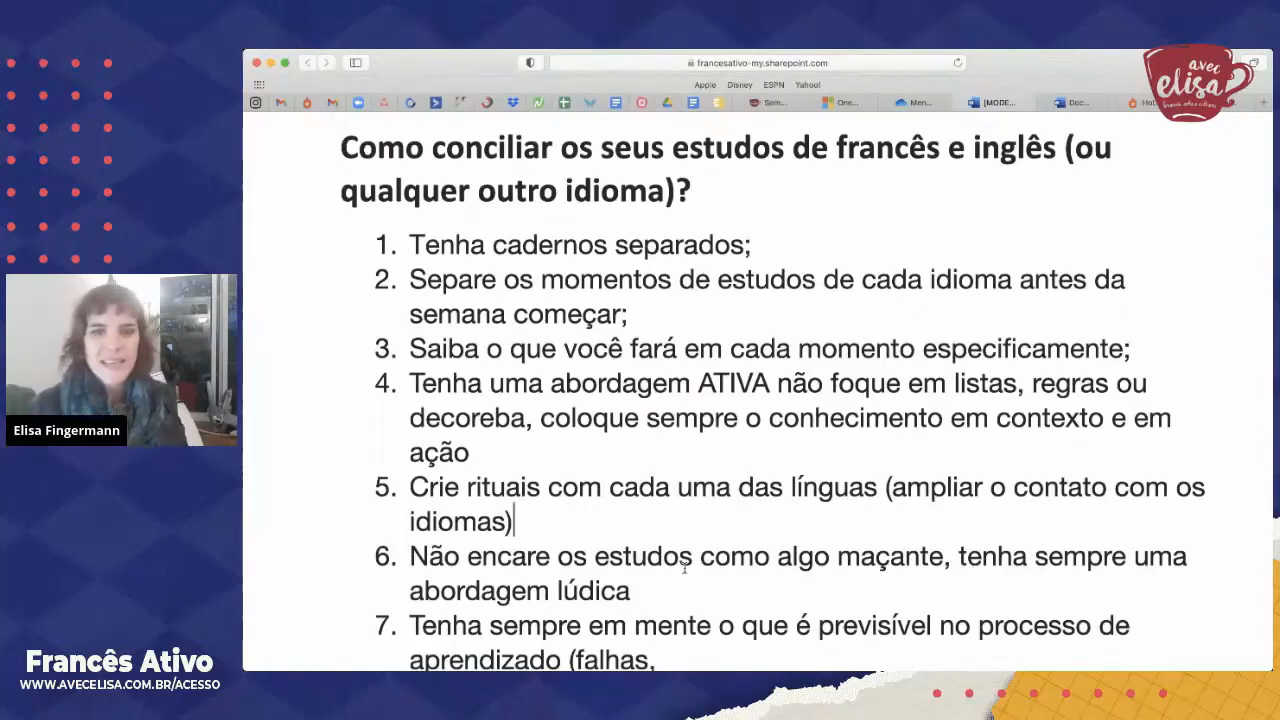 francesativo-my.sharepoint.com
Apple Disney ESPN Yahoo!
Sem... One... Men... [MODE... Doc...
avec
elisa
Como conciliar os seus estudos de francês e inglês (ou
qualquer outro idioma)?
1. Tenha cadernos separados;
2. Separe os momentos de estudos de cada idioma antes da
semana começar;
3. Saiba o que você fará em cada momento especificamente;
4. Tenha uma abordagem ATIVA não foque em listas, regras ou
decoreba, coloque sempre o conhecimento em contexto e em
ação
5. Crie rituais com cada uma das línguas (ampliar o contato com os
idiomas)
6. Não encare os estudos como algo maçante, tenha sempre uma
abordagem lúdica
7. Tenha sempre em mente o que é previsível no processo de
aprendizado (falhas,
Elisa Fingermann
Francês Ativo
WWW.AVECELISA.COM.BR/ACESSO